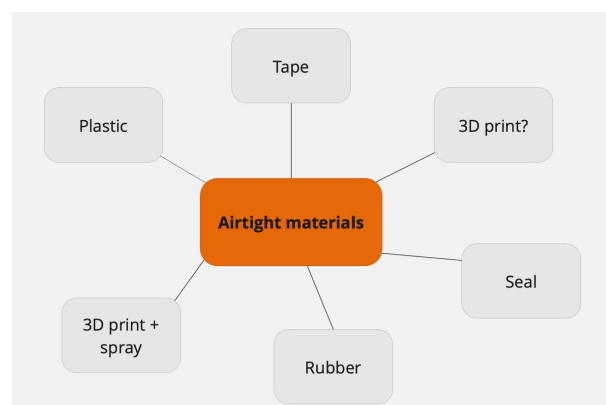 Tape
Plastic
3D print?
Airtight materials
Seal
3D print +
spray
Rubber